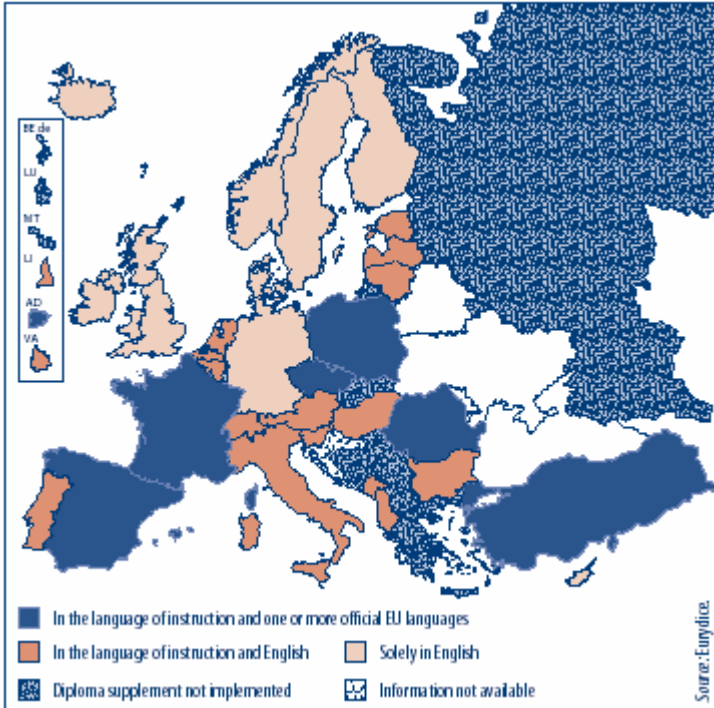 BE de
LU
MT
LI
AD
VA
In the language of instruction and one or more official EU languages
In the language of instruction and English
Solely in English
Diploma supplement not implemented
Information not available
Source: Eurydice.